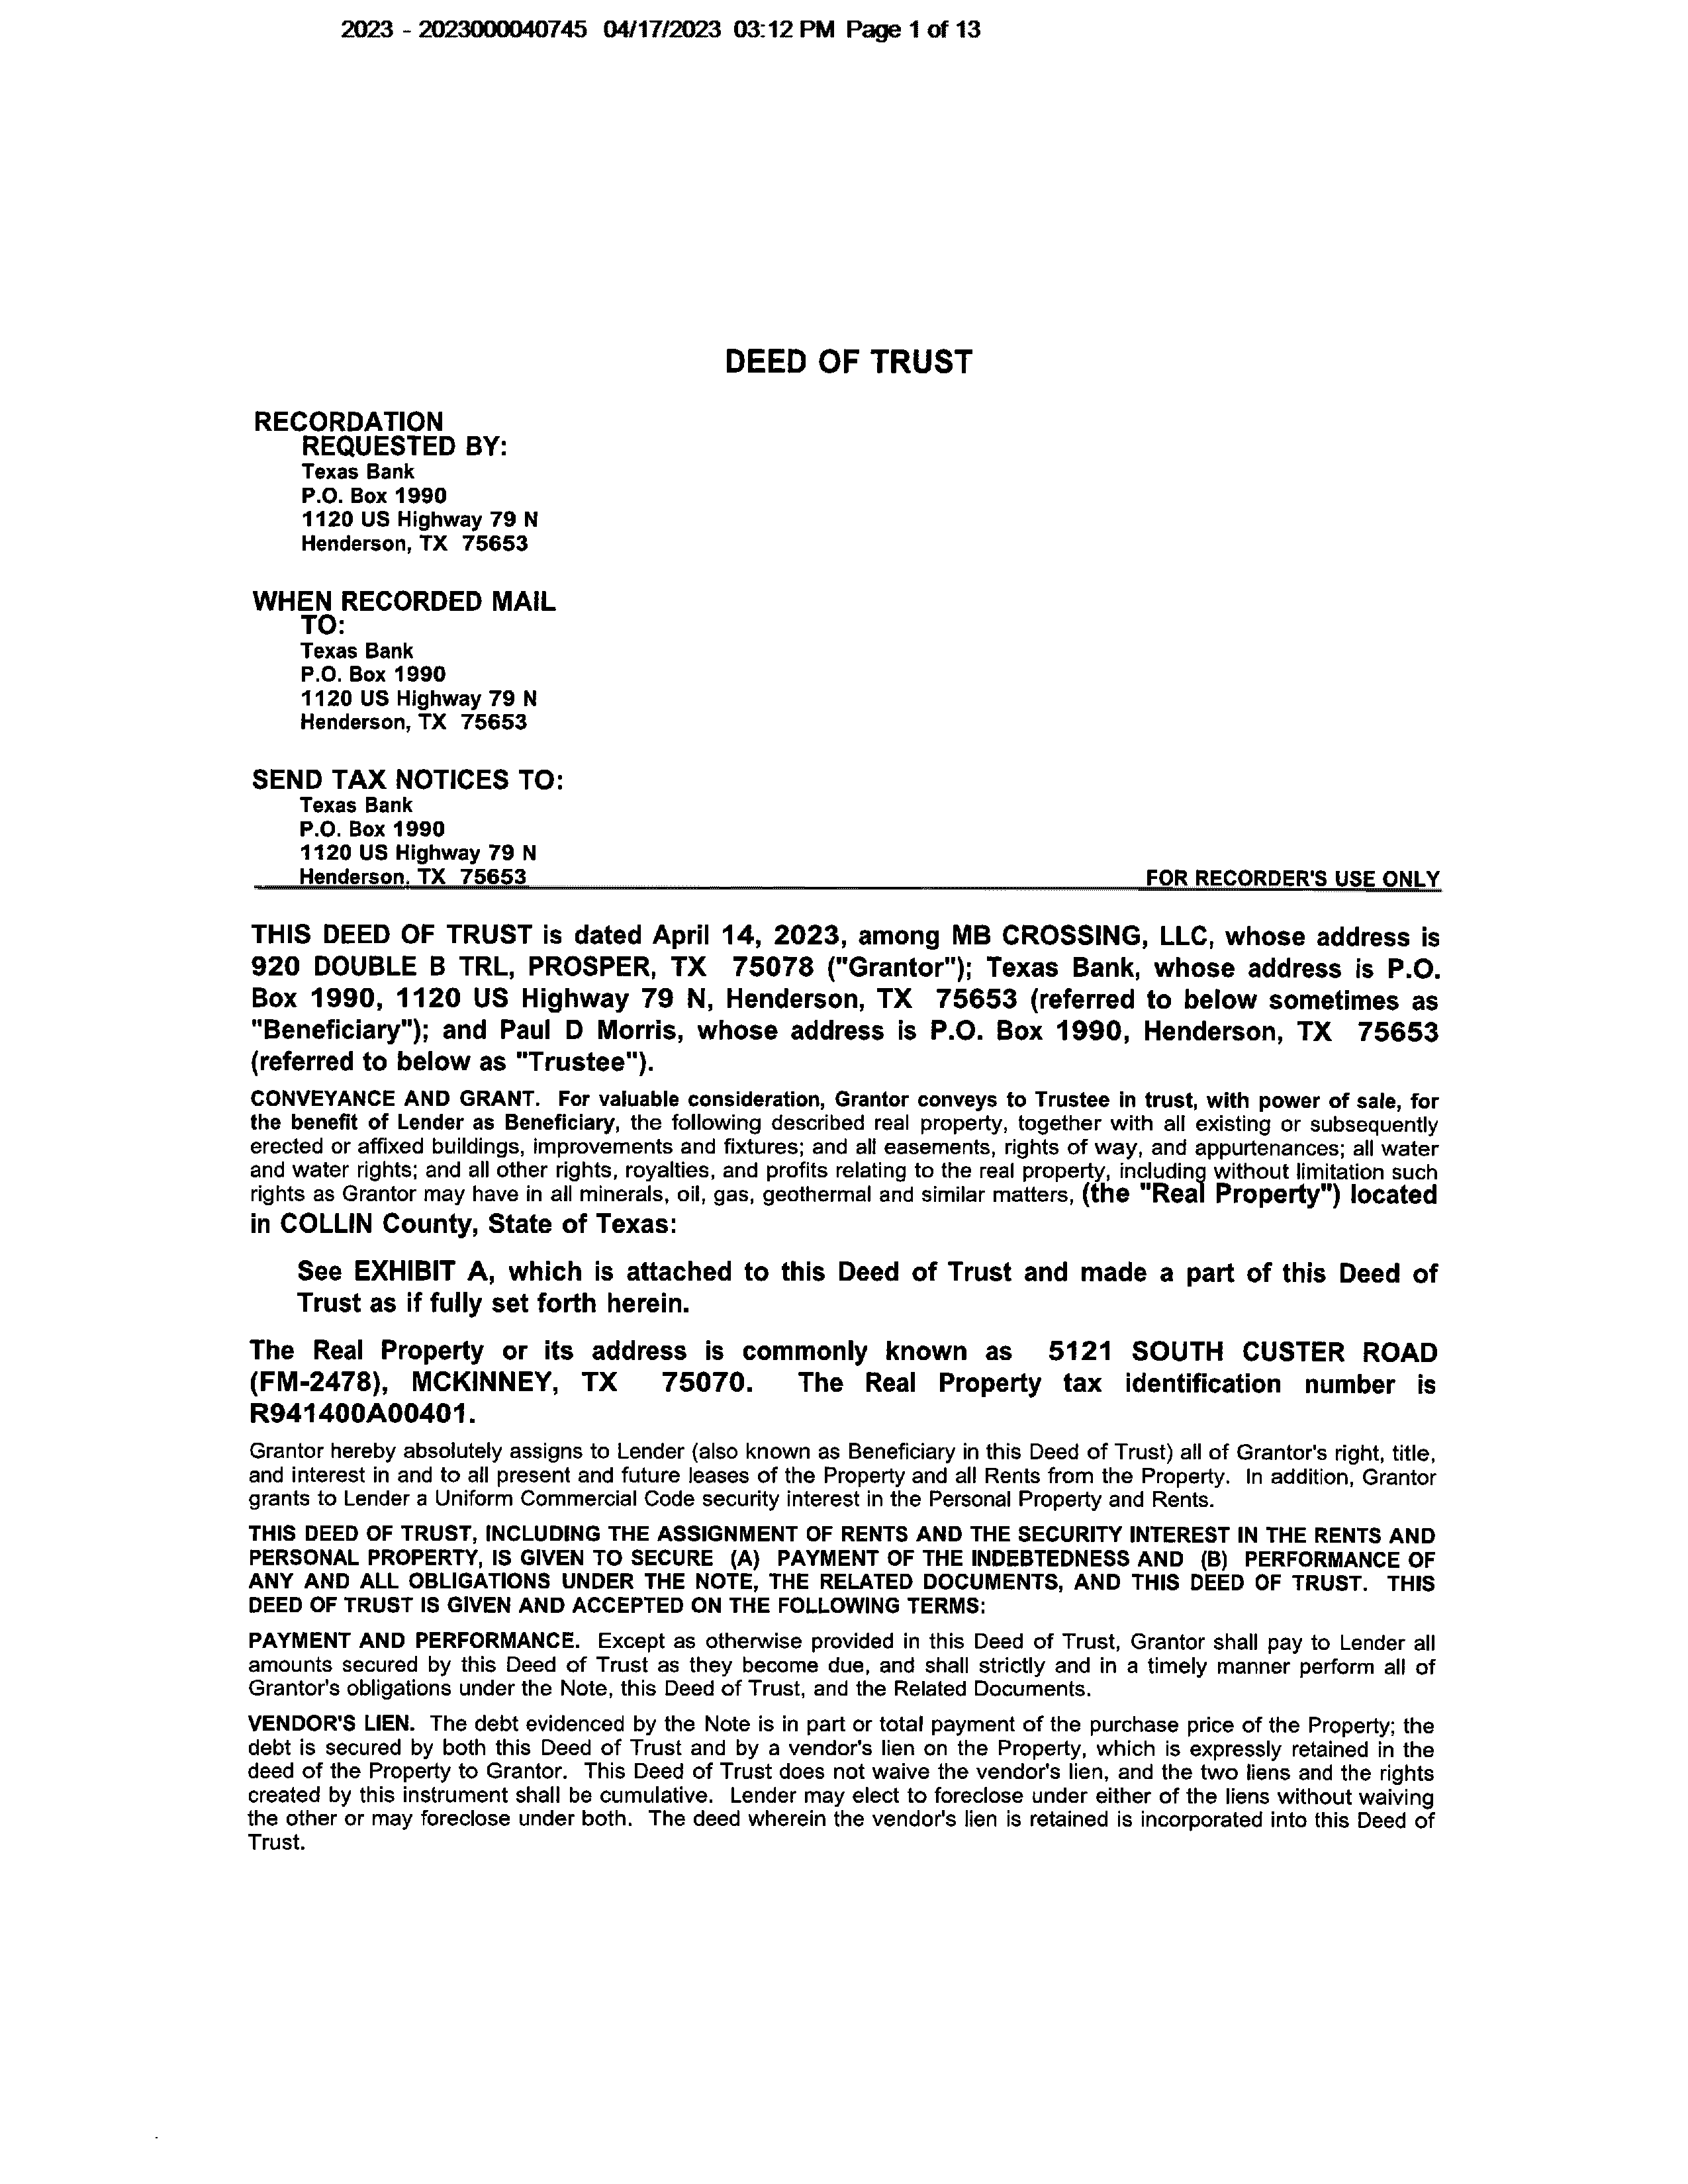 2023 - 2023000040745 04/17/2023 03:12 PM Page 1 of 13
DEED OF TRUST
RECORDATION
REQUESTED BY:
Texas Bank
P.O. Box 1990
1120 US Highway 79 N
Henderson, TX 75653
WHEN RECORDED MAIL
TO:
Texas Bank
P.O. Box 1990
1120 US Highway 79 N
Henderson, TX 75653
SEND TAX NOTICES TO:
Texas Bank
P.O. Box 1990
1120 US Highway 79 N
Henderson, TX 75653
FOR RECORDER'S USE ONLY
THIS DEED OF TRUST is dated April 14, 2023, among MB CROSSING, LLC, whose address is
920 DOUBLE B TRL, PROSPER, TX 75078 ("Grantor"); Texas Bank, whose address is P.O.
Box 1990, 1120 US Highway 79 N, Henderson, TX 75653 (referred to below sometimes as
"Beneficiary"); and Paul D Morris, whose address is P.O. Box 1990, Henderson, TX 75653
(referred to below as "Trustee").
CONVEYANCE AND GRANT. For valuable consideration, Grantor conveys to Trustee in trust, with power of sale, for
the benefit of Lender as Beneficiary, the following described real property, together with all existing or subsequently
erected or affixed buildings, improvements and fixtures; and all easements, rights of way, and appurtenances; all water
and water rights; and all other rights, royalties, and profits relating to the real property, including without limitation such
rights as Grantor may have in all minerals, oil, gas, geothermal and similar matters, (the "Real Property") located
in COLLIN County, State of Texas:
See EXHIBIT A, which is attached to this Deed of Trust and made a part of this Deed of
Trust as if fully set forth herein.
The Real Property or its address is commonly known as 5121 SOUTH CUSTER ROAD
(FM-2478), MCKINNEY, TX 75070. The Real Property tax identification number is
R941400A00401.
Grantor hereby absolutely assigns to Lender (also known as Beneficiary in this Deed of Trust) all of Grantor's right, title,
and interest in and to all present and future leases of the Property and all Rents from the Property. In addition, Grantor
grants to Lender a Uniform Commercial Code security interest in the Personal Property and Rents.
THIS DEED OF TRUST, INCLUDING THE ASSIGNMENT OF RENTS AND THE SECURITY INTEREST IN THE RENTS AND
PERSONAL PROPERTY, IS GIVEN TO SECURE (A) PAYMENT OF THE INDEBTEDNESS AND (B) PERFORMANCE OF
ANY AND ALL OBLIGATIONS UNDER THE NOTE, THE RELATED DOCUMENTS, AND THIS DEED OF TRUST. THIS
DEED OF TRUST IS GIVEN AND ACCEPTED ON THE FOLLOWING TERMS:
PAYMENT AND PERFORMANCE. Except as otherwise provided in this Deed of Trust, Grantor shall pay to Lender all
amounts secured by this Deed of Trust as they become due, and shall strictly and in a timely manner perform all of
Grantor's obligations under the Note, this Deed of Trust, and the Related Documents.
VENDOR'S LIEN. The debt evidenced by the Note is in part or total payment of the purchase price of the Property; the
debt is secured by both this Deed of Trust and by a vendor's lien on the Property, which is expressly retained in the
deed of the Property to Grantor. This Deed of Trust does not waive the vendor's lien, and the two liens and the rights
created by this instrument shall be cumulative. Lender may elect to foreclose under either of the liens without waiving
the other or may foreclose under both. The deed wherein the vendor's lien is retained is incorporated into this Deed of
Trust.